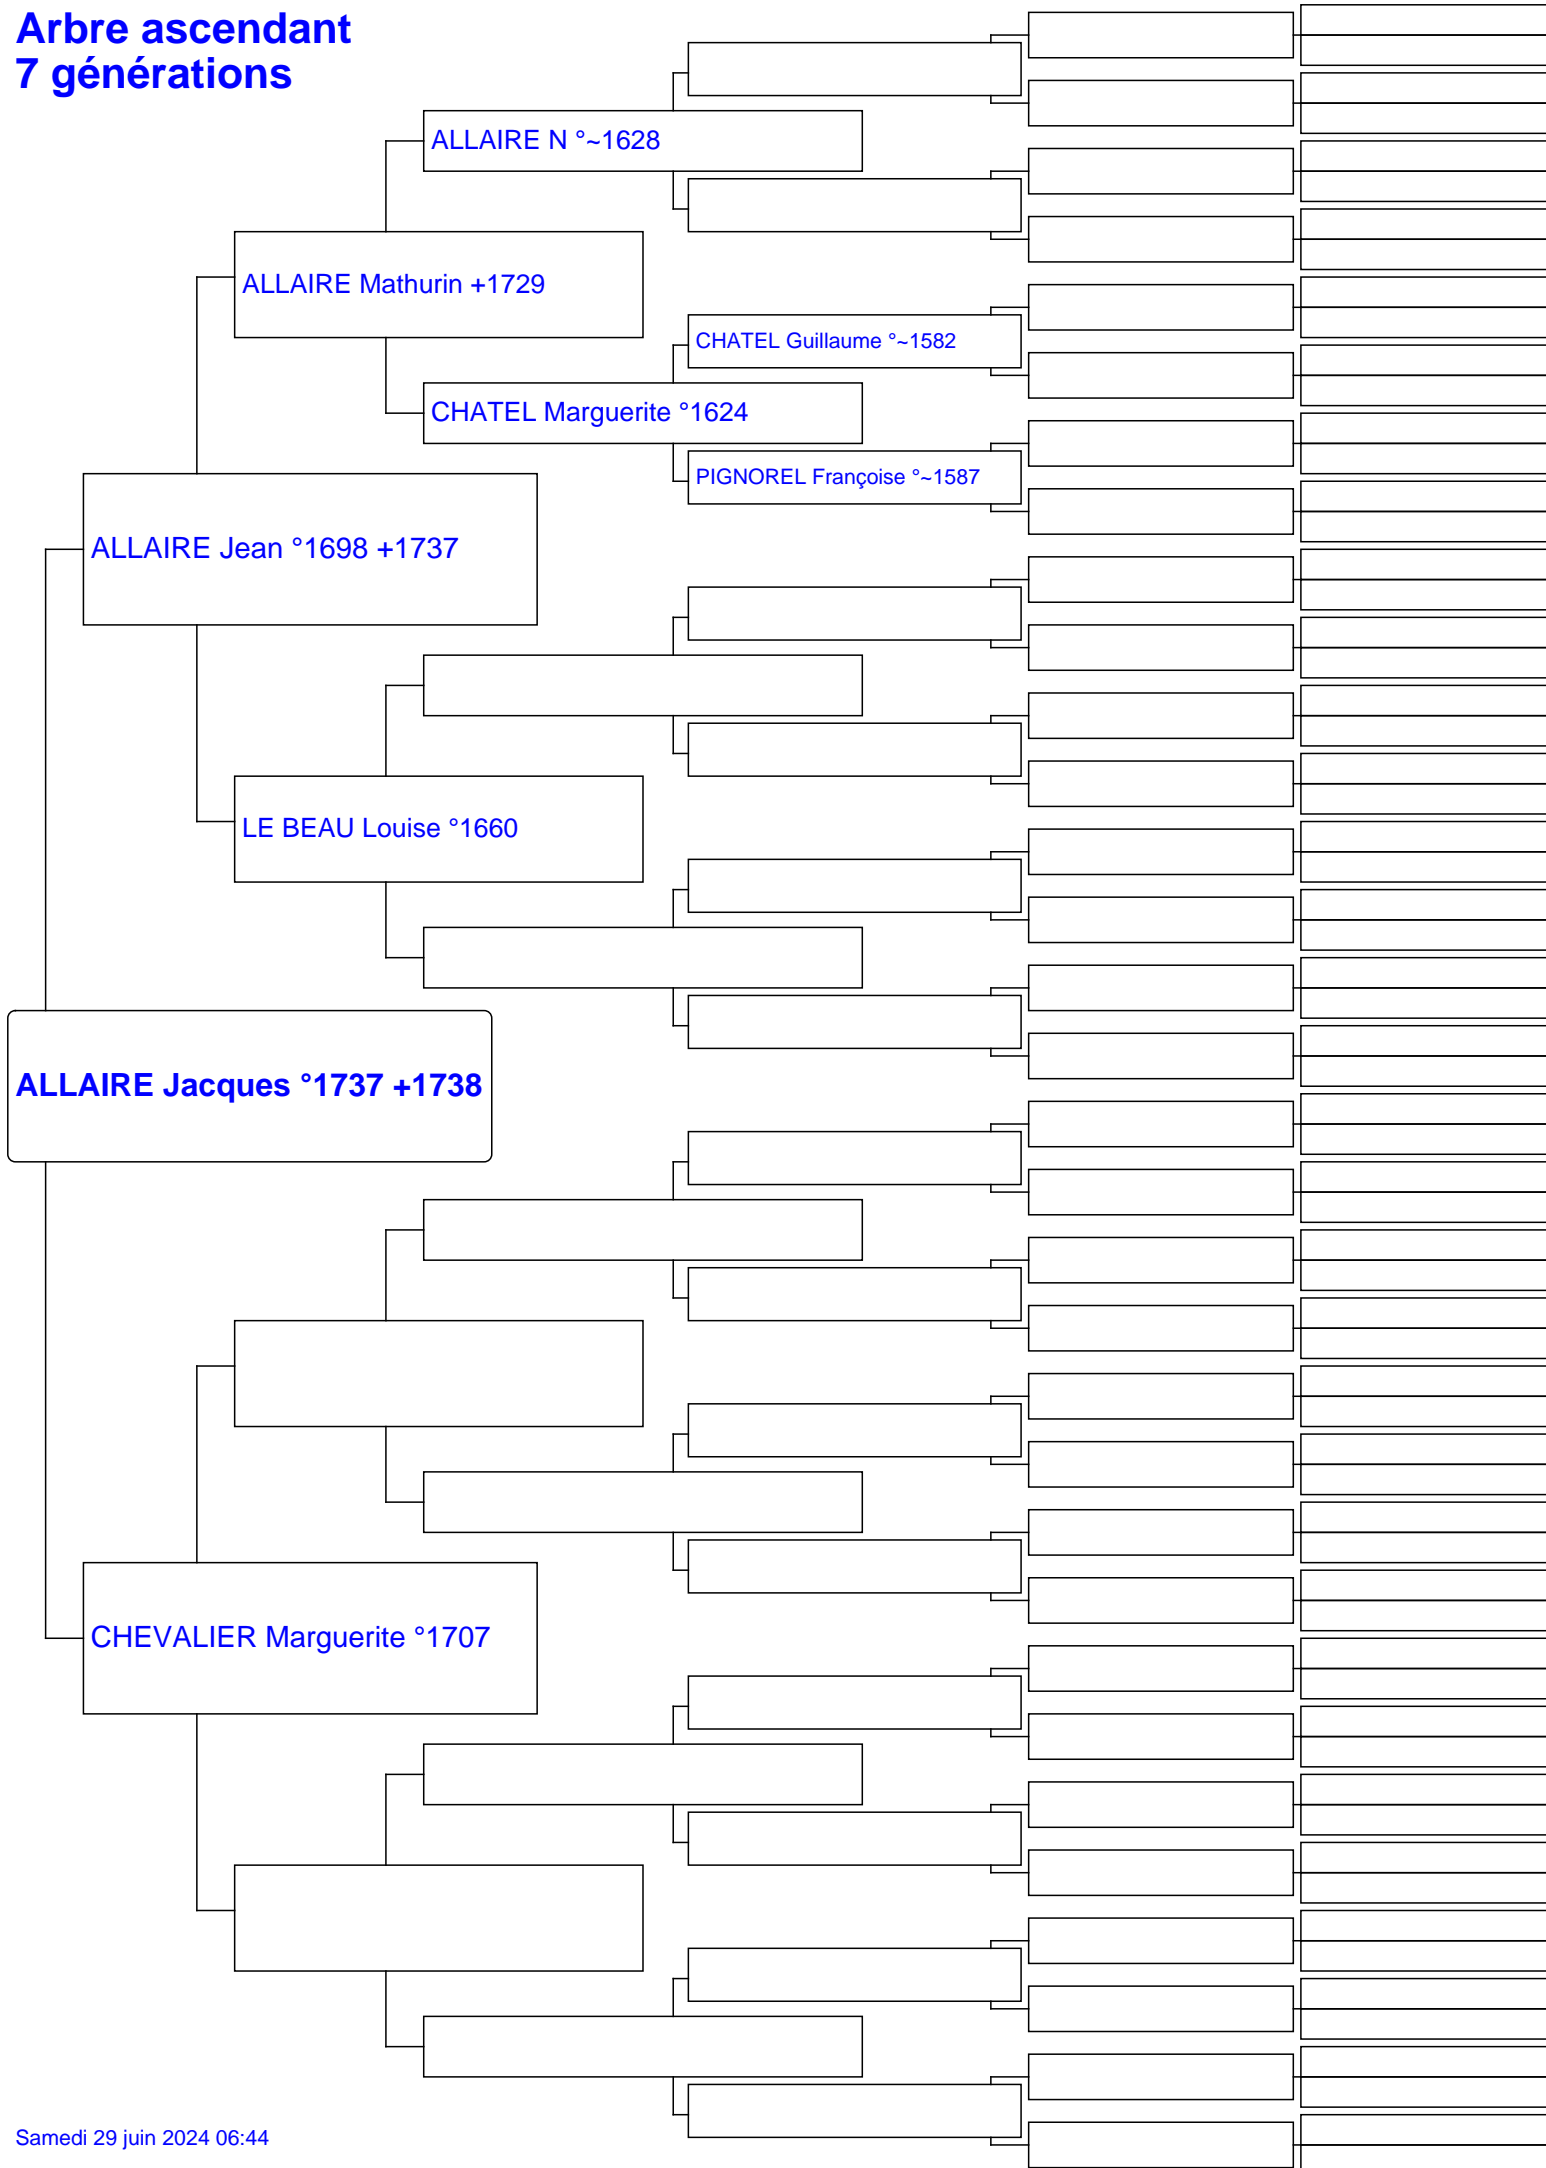 Arbre ascendant
7 générations
ALLAIRE N °~1628
ALLAIRE Mathurin +1729
CHATEL Guillaume °~1582
CHATEL Marguerite °1624
PIGNOREL Françoise °~1587
ALLAIRE Jean °1698 +1737
LE BEAU Louise °1660
ALLAIRE Jacques °1737 +1738
CHEVALIER Marguerite °1707
Samedi 29 juin 2024 06:44